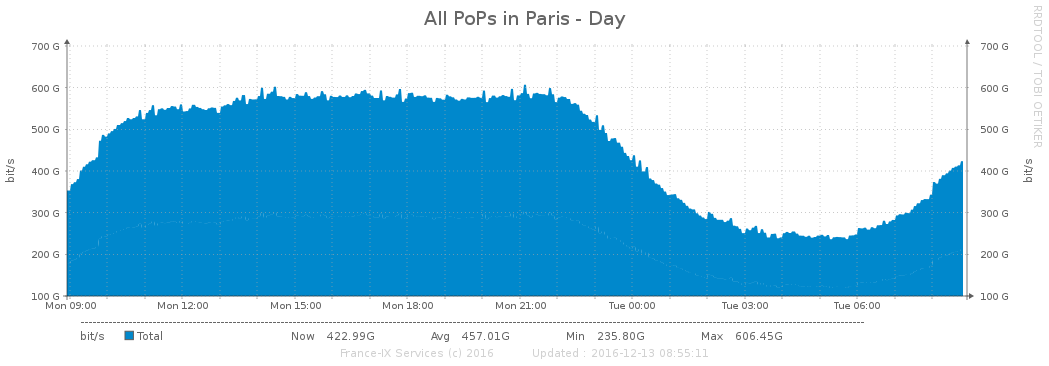 All PoPs in Paris - Day
RRDTOOL / TOBI OETIKER
700 G 700 G
600 G 600 G
500 G 500 G
400 G 400 G
300 G 300 G
200 G 200 G
100 G 100 G
bit/s bit/s
Mon 09:00 Mon 12:00 Mon 15:00 Mon 18:00 Mon 21:00 Tue 00:00 Tue 03:00 Tue 06:00
bit/s Total Now 422.99G Avg 457.01G Min 235.80G Max 606.45G
France-IX Services (c) 2016 Updated : 2016-12-13 08:55:11